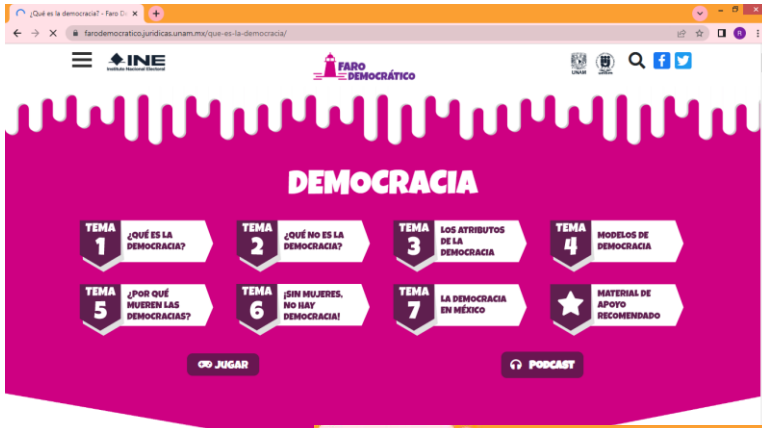 ¿Qué es la democracia? - Faro De
farodemocratico.juridicas.unam.mx/que-es-la-democracia/
R
INE
Instituto Nacional Electoral
FARO
DEMOCRÁTICO
UNAM
DEMOCRACIA
TEMA
1
¿QUÉ ES LA
DEMOCRACIA?
TEMA
2
¿QUÉ NO ES LA
DEMOCRACIA?
TEMA
3
LOS ATRIBUTOS
DE LA
DEMOCRACIA
TEMA
4
MODELOS DE
DEMOCRACIA
TEMA
5
¿POR QUÉ
MUEREN LAS
DEMOCRACIAS?
TEMA
6
¡SIN MUJERES,
NO HAY
DEMOCRACIA!
TEMA
7
LA DEMOCRACIA
EN MÉXICO
MATERIAL DE
APOYO
RECOMENDADO
JUGAR
PODCAST